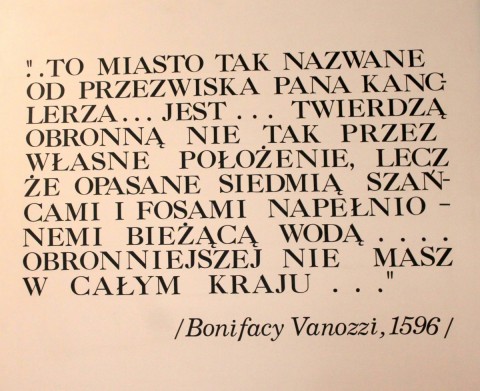 "..TO MIASTO TAK NAZWANE
OD PRZEZWISKA PANA KANC-
LERZA... JEST... TWIERDZĄ
OBRONNĄ NIE TAK PRZEZ
WŁASNE POŁOŻENIE, LECZ
ŻE OPASANE SIEDMIĄ SZAŃ-
CAMI I FOSAMI NAPEŁNIO-
NEMI BIEŻĄCĄ WODĄ ....
OBRONNIEJSZEJ NIE MASZ
W CAŁYM KRAJU ..."
/Bonifacy Vanozzi, 1596/